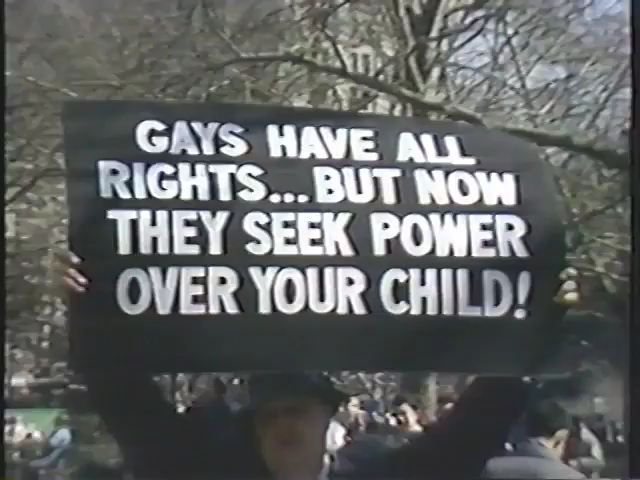 GAYS HAVE ALL
RIGHTS...BUT NOW
THEY SEEK POWER
OVER YOUR CHILD!